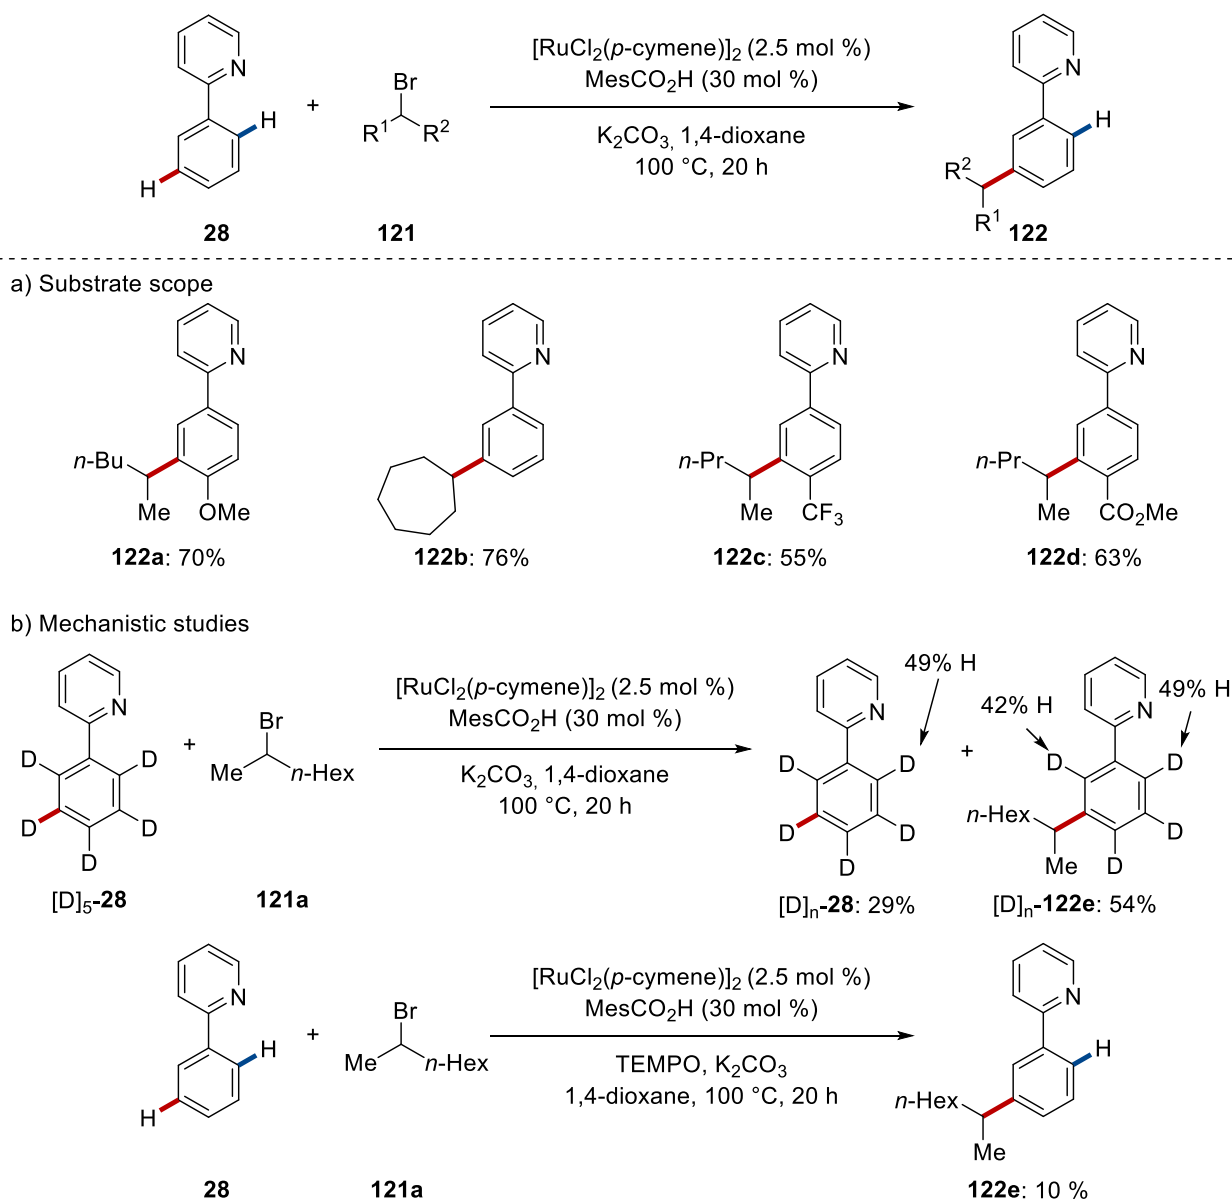 [RuCl2(p-cymene)]2 (2.5 mol %)
MesCO2H (30 mol %)
K2CO3, 1,4-dioxane
100 °C, 20 h
N
H
H
28
+
Br
R1 R2
121
N
H
R2
R1
122
a) Substrate scope
N
n-Bu
Me OMe
122a: 70%
N
122b: 76%
N
n-Pr
Me CF3
122c: 55%
N
n-Pr
Me CO2Me
122d: 63%
b) Mechanistic studies
N
D D
D D
D
[D]5-28
+
Br
Me n-Hex
121a
[RuCl2(p-cymene)]2 (2.5 mol %)
MesCO2H (30 mol %)
K2CO3, 1,4-dioxane
100 °C, 20 h
49% H
N
D D
D D
D
[D]n-28: 29%
+
42% H
49% H
N
D D
n-Hex
D
Me D
[D]n-122e: 54%
N
H
H
28
+
Br
Me n-Hex
121a
[RuCl2(p-cymene)]2 (2.5 mol %)
MesCO2H (30 mol %)
TEMPO, K2CO3
1,4-dioxane, 100 °C, 20 h
N
H
n-Hex
Me
122e: 10 %